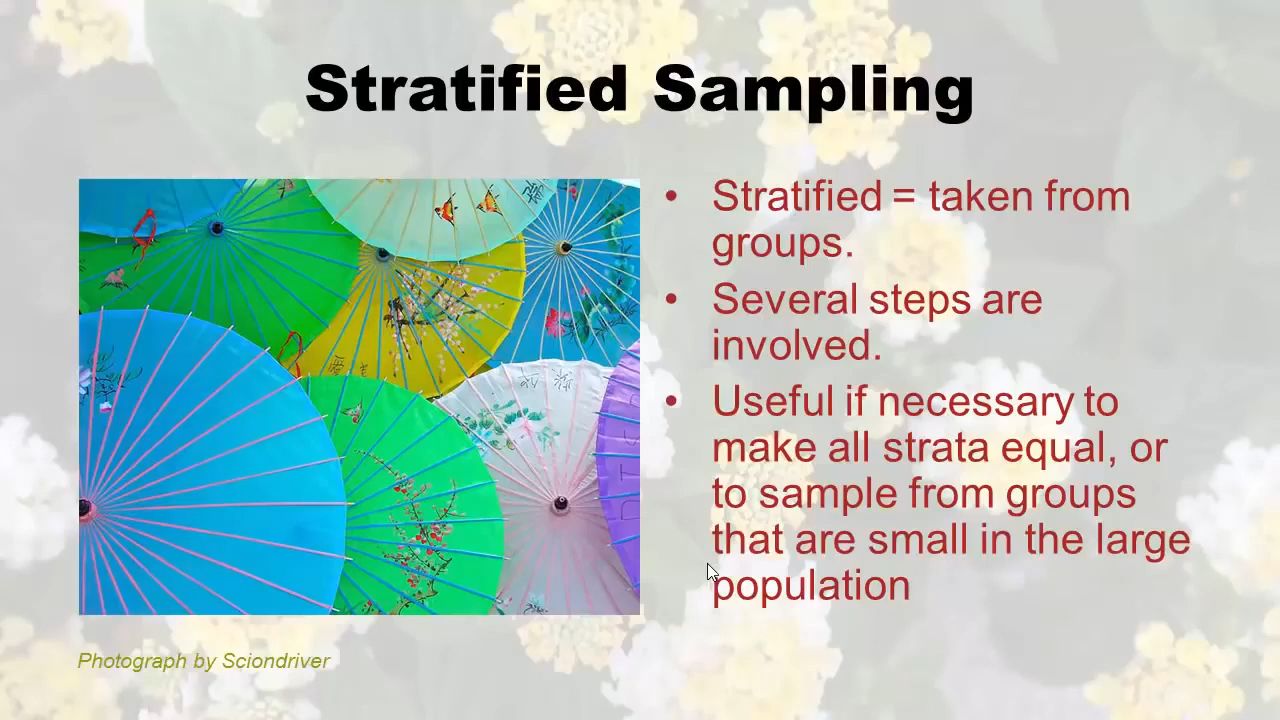 Stratified Sampling
• Stratified = taken from
groups.
• Several steps are
involved.
• Useful if necessary to
make all strata equal, or
to sample from groups
that are small in the large
population
Photograph by Sciondriver